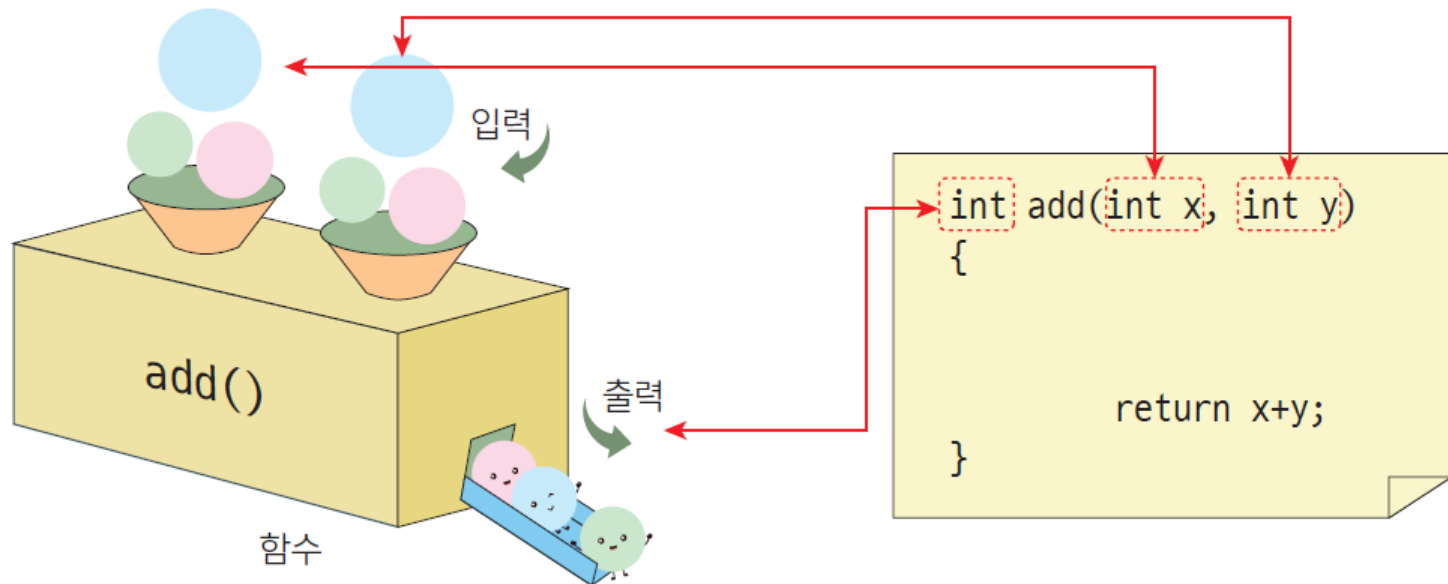 입력
add()
출력
함수
int add(int x, int y)
{
return x+y;
}